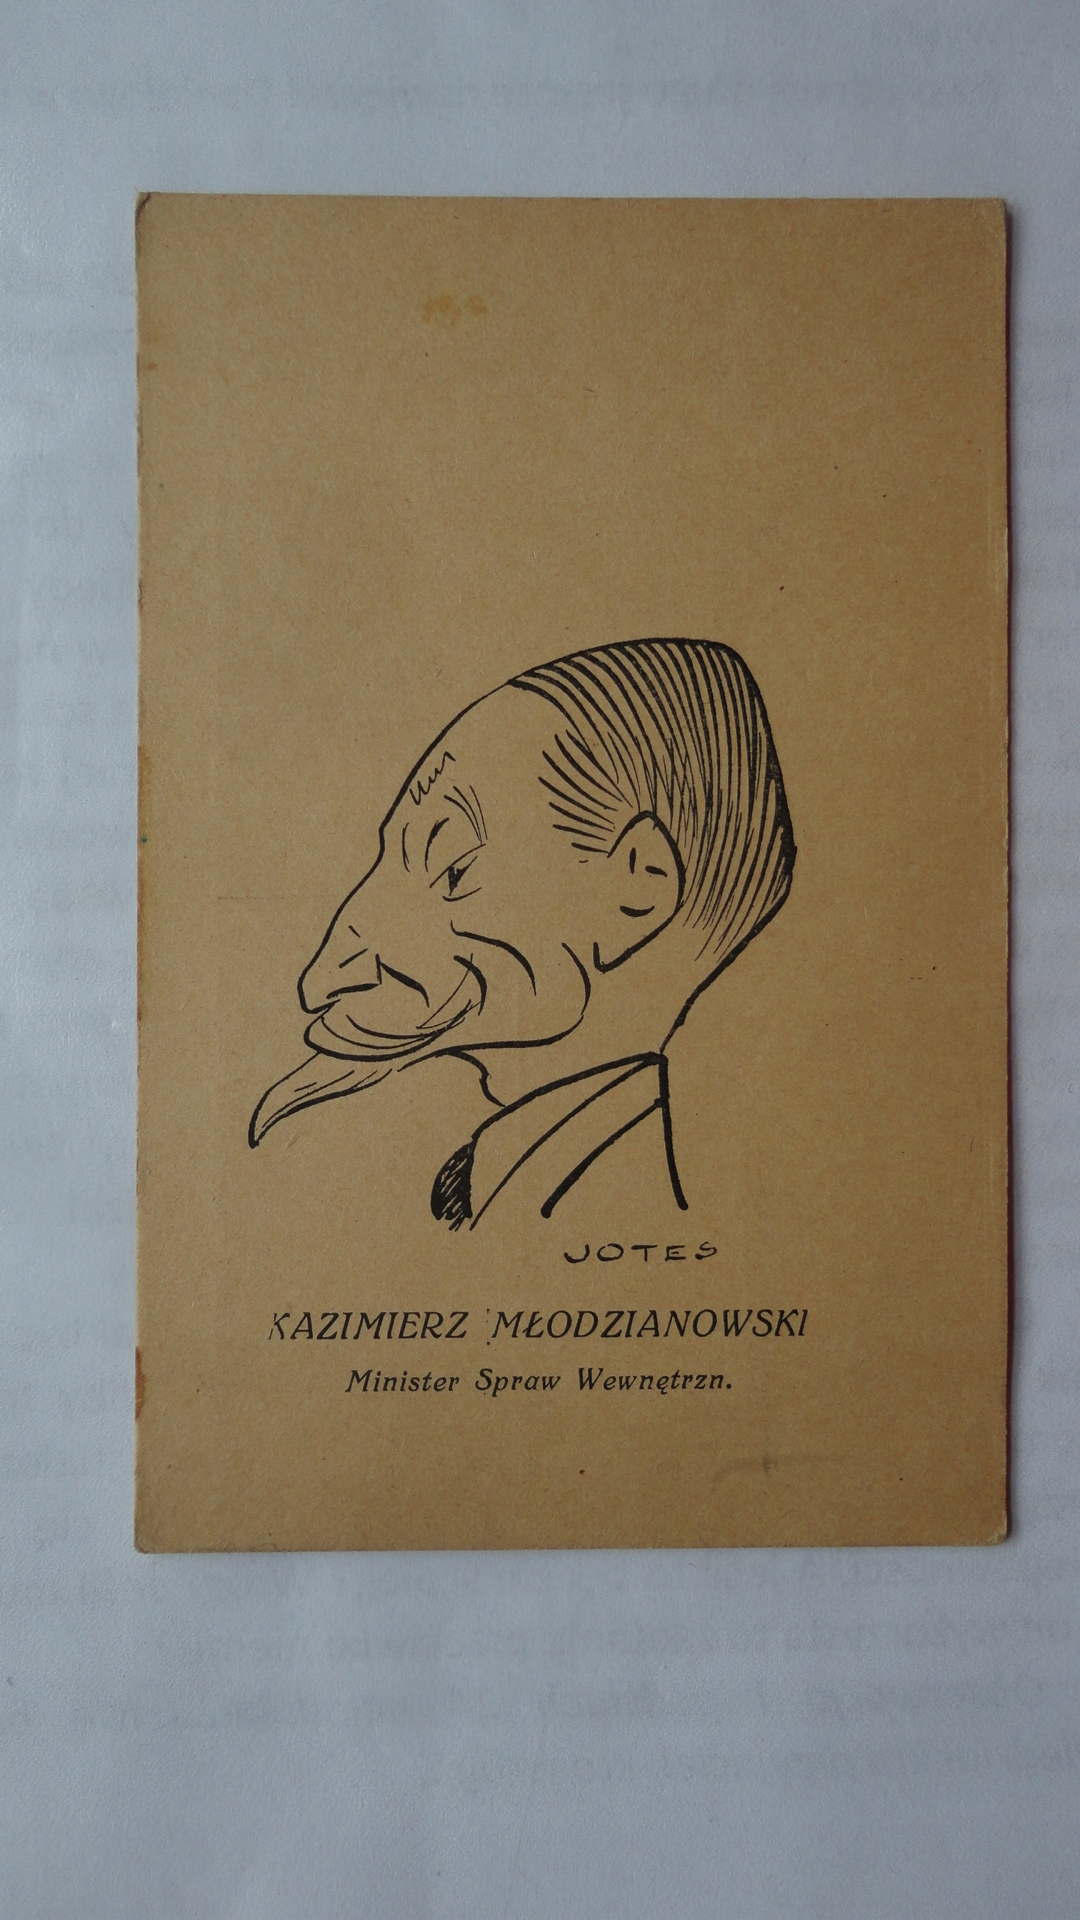 JOTES
KAZIMIERZ MŁODZIANOWSKI
Minister Spraw Wewnętrzn.